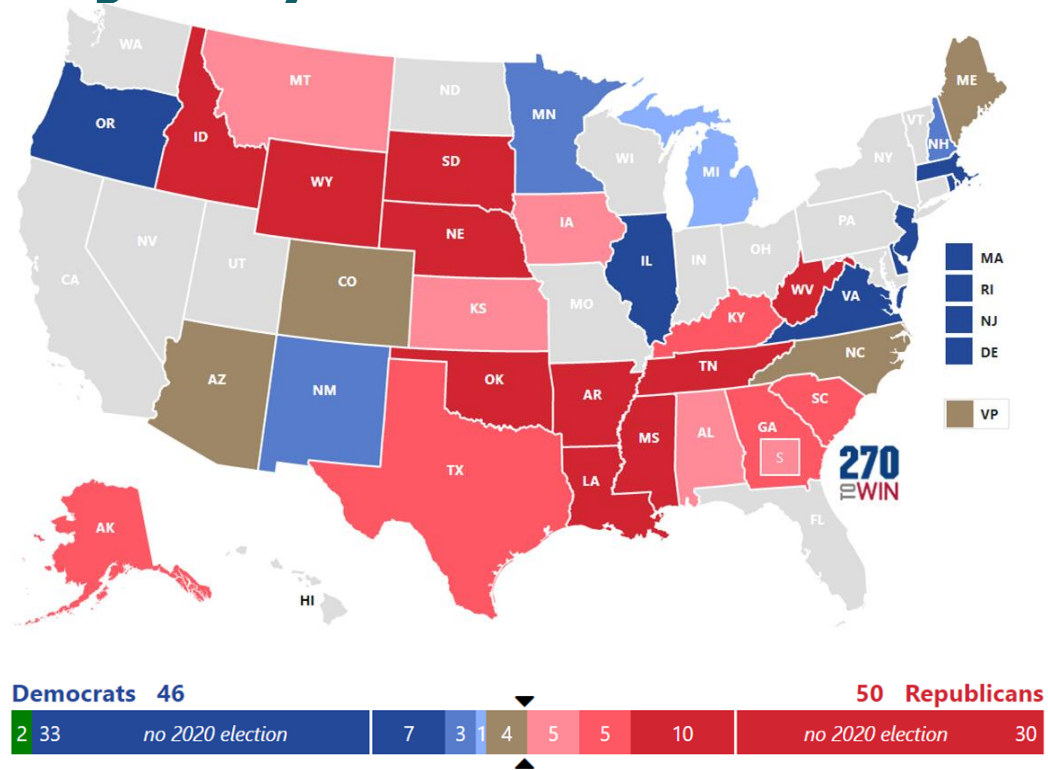 WA
MT
ND
MN
ME
VT
OR
ID
SD
WI
NH
NY
MI
WY
IA
NE
PA
NV
UT
IL
IN
OH
MA
CA
CO
KS
MO
WV
VA
RI
KY
NJ
AZ
NM
OK
TN
NC
DE
AR
SC
VP
MS
AL
GA
TX
LA
S
270
TO WIN
FL
AK
HI
Democrats 46
50 Republicans
2 33 no 2020 election 7 3 1 4 5 5 10 no 2020 election 30